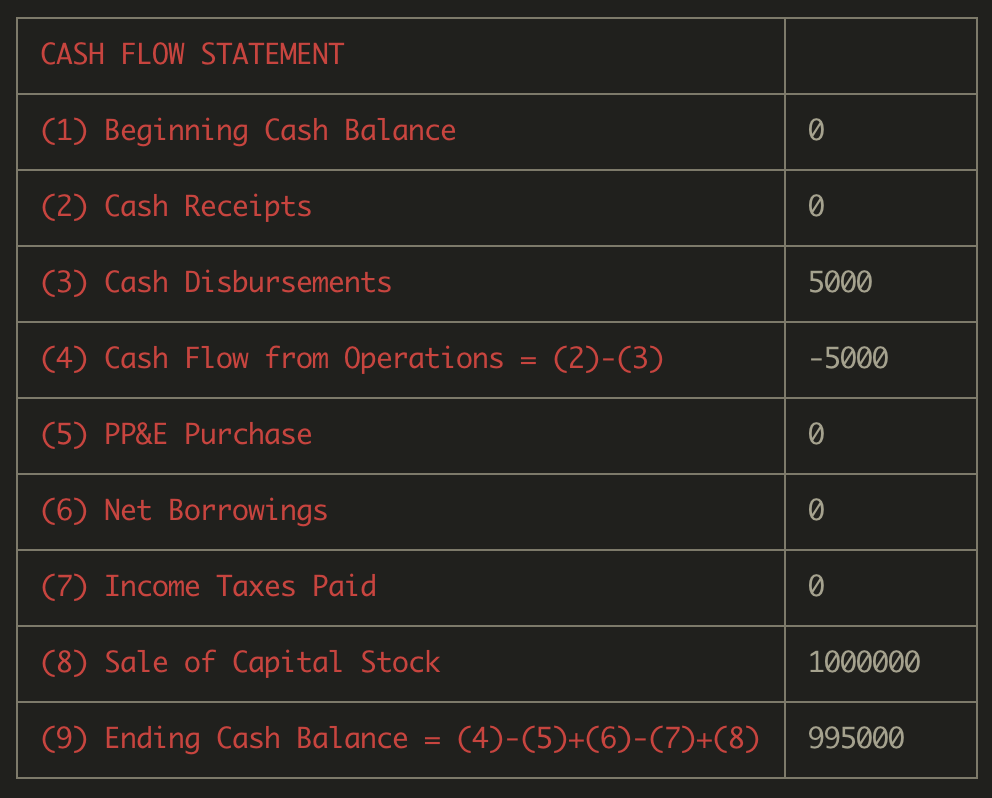 CASH FLOW STATEMENT
(1) Beginning Cash Balance 0
(2) Cash Receipts 0
(3) Cash Disbursements 5000
(4) Cash Flow from Operations = (2)-(3) -5000
(5) PP&E Purchase 0
(6) Net Borrowings 0
(7) Income Taxes Paid 0
(8) Sale of Capital Stock 1000000
(9) Ending Cash Balance = (4)-(5)+(6)-(7)+(8) 995000